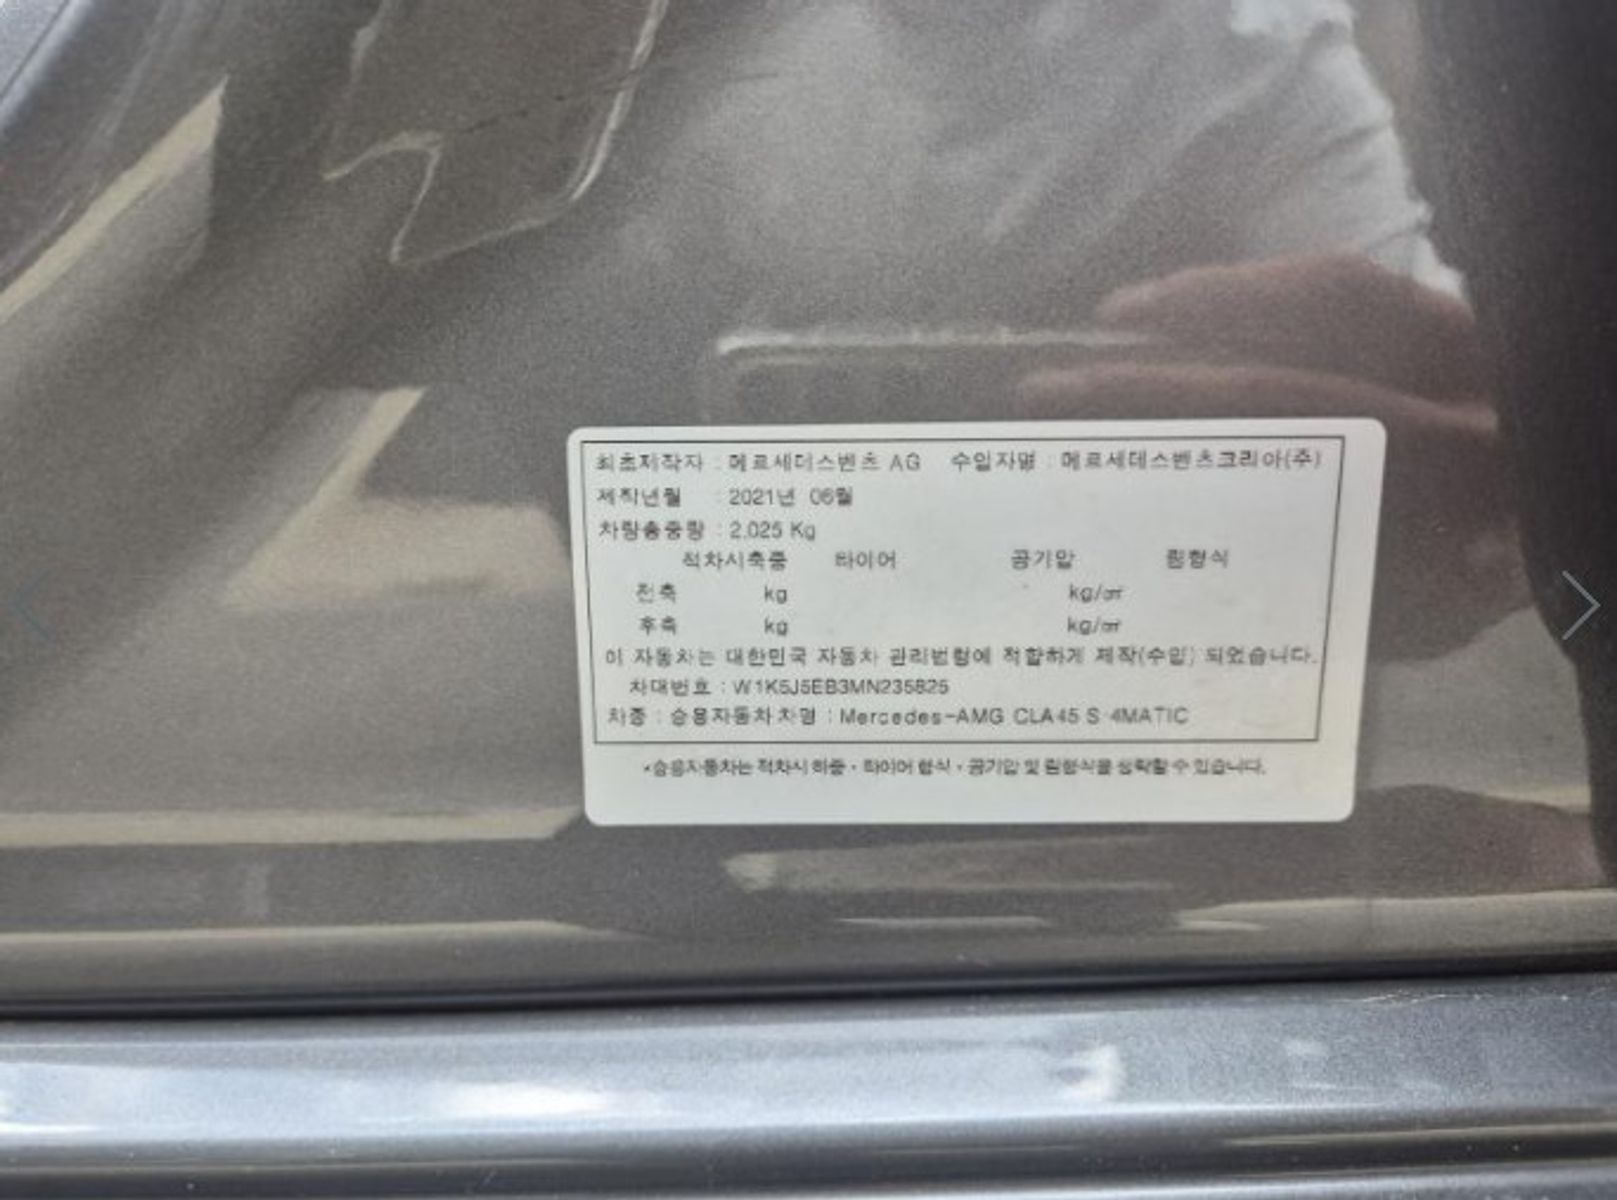 최초제작자 : 메르세데스벤츠 AG 수입자명 : 메르세데스벤츠코리아(주)
제작년월 : 2021년 06월
차량총중량 : 2.025 Kg
적차시축중 타이어 공기압 림형식
전축 kg kg/㎠
후축 kg kg/㎠
이 자동차는 대한민국 자동차 관리법령에 적합하게 제작(수입) 되었습니다.
차대번호 : W1K5J5EB3MN235825
차종 : 승용자동차 차명 : Mercedes-AMG CLA45 S 4MATIC
*승용자동차는 적차시 하중·타이어 형식·공기압 및 림형식을 생략할 수 있습니다.